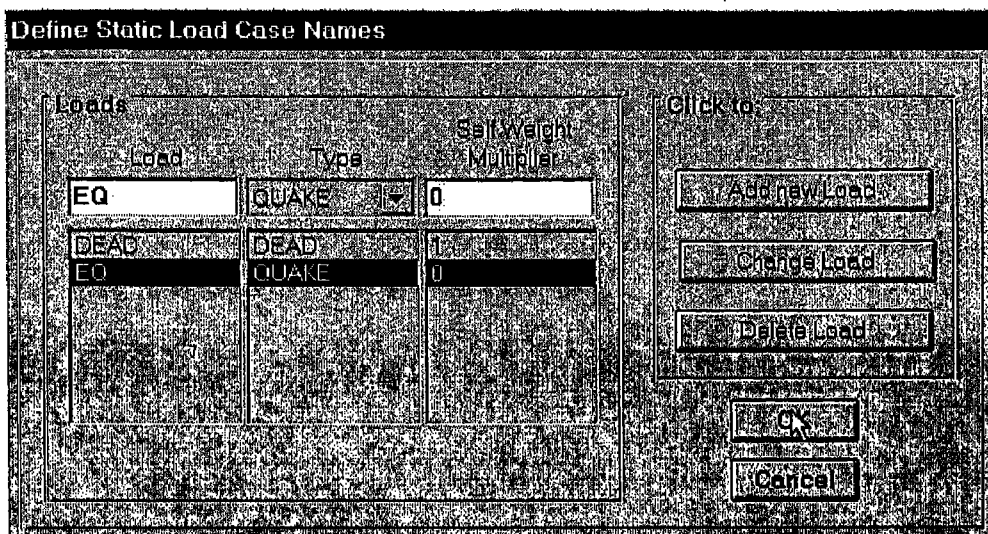 Define Static Load Case Names
Loads
Load Type Self Weight Multiplier
EQ QUAKE 0
DEAD DEAD 1
EQ QUAKE 0
Click to:
Add new Load
Change Load
Delete Load
OK
Cancel